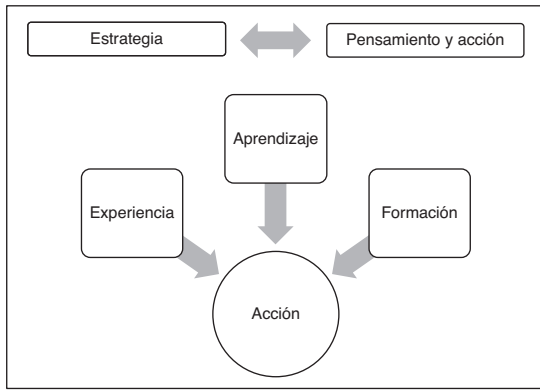 Estrategia
Pensamiento y acción
Aprendizaje
Experiencia
Formación
Acción